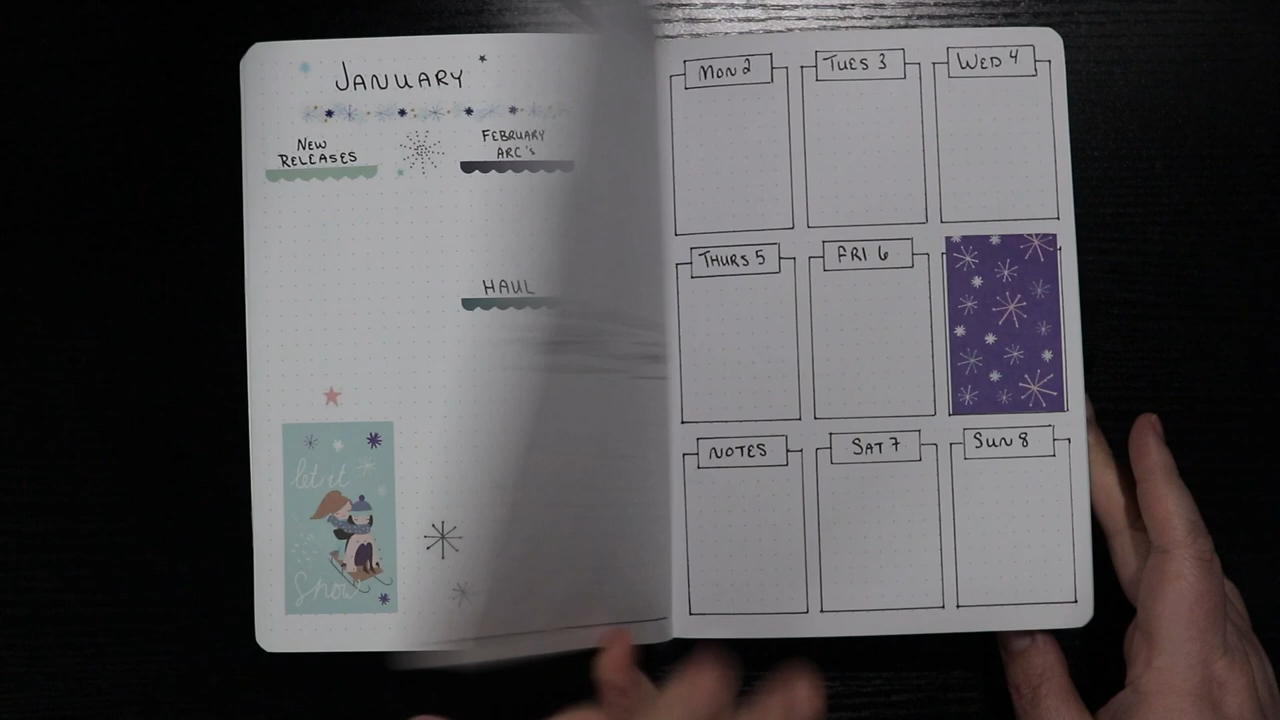 JANUARY
NEW
RELEASES
FEBRUARY
ARC's
HAUL
let it
Snow
MON 2
TUES 3
WED 4
THURS 5
FRI 6
NOTES
SAT 7
SUN 8